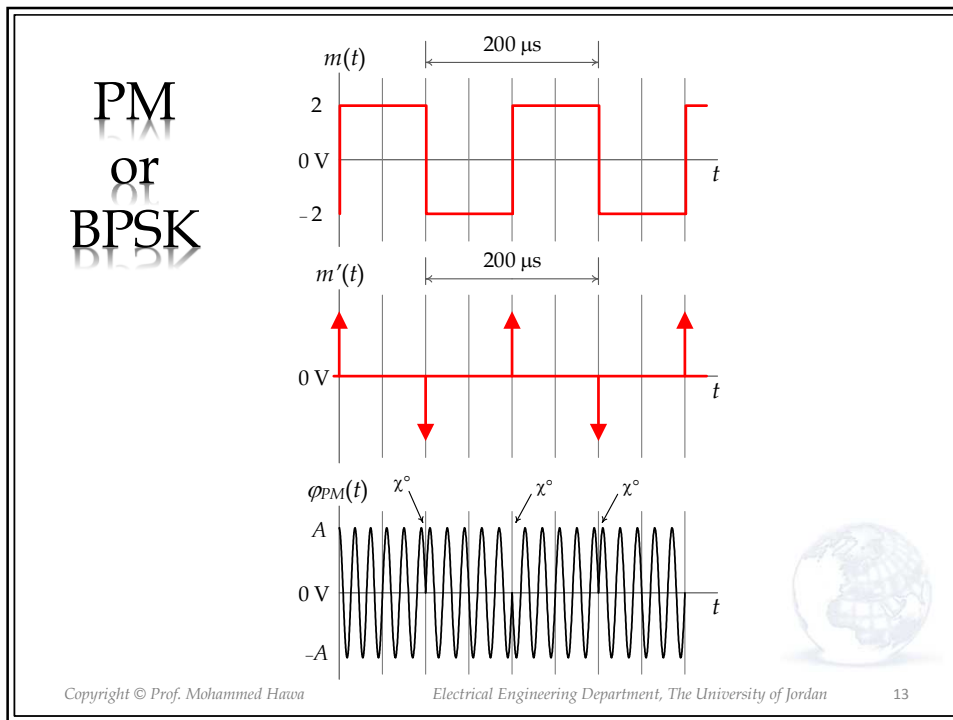 PM
or
BPSK
200 μs
m(t)
2
0 V
t
−2
200 μs
m′(t)
0 V
t
φPM(t)
χ°
χ°
χ°
A
0 V
t
−A
Copyright © Prof. Mohammed Hawa
Electrical Engineering Department, The University of Jordan
13